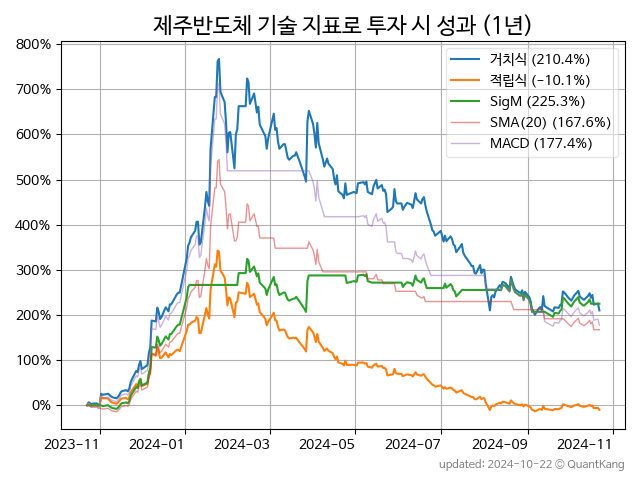 제주반도체 기술 지표로 투자 시 성과 (1년)
800%
700%
600%
500%
400%
300%
200%
100%
0%
거치식 (210.4%)
적립식 (−10.1%)
SigM (225.3%)
SMA(20) (167.6%)
MACD (177.4%)
2023-11 2024-01 2024-03 2024-05 2024-07 2024-09 2024-11
updated: 2024-10-22 © QuantKang